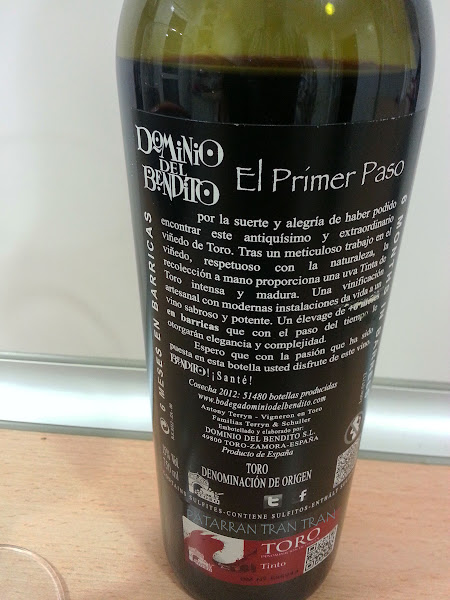 DOMINIO
DEL
BENDITO
El Primer Paso
por la suerte y alegría de haber podido
encontrar este antiquísimo y extraordinario
viñedo de Toro. Tras un meticuloso trabajo en el
viñedo, respetuoso con la naturaleza, la
recolección a mano proporciona una uva Tinta de
Toro intensa y madura. Una vinificación
artesanal con modernas instalaciones da vida a un
vino sabroso y potente. Un élevage de
en barricas que con el paso del tiempo le
otorgarán elegancia y complejidad.
Espero que con la pasión que ha sido
puesta en esta botella usted disfrute de este vino.
BENDITO! ¡Santé!
Cosecha 2012: 51480 botellas producidas
www.bodegadominiodelbendito.com
Antony Terryn - Vigneron en Toro
Familias Terryn & Schuller
Embotellado y elaborado por:
DOMINIO DEL BENDITO S.L.
49800 TORO-ZAMORA-ESPAÑA
Producto de España
TORO
DENOMINACIÓN DE ORIGEN
6 MESES EN BARRICAS
SULFITES-CONTIENE SULFITOS-ENTHÄLT
TRAN TRAN
TORO
Tinto